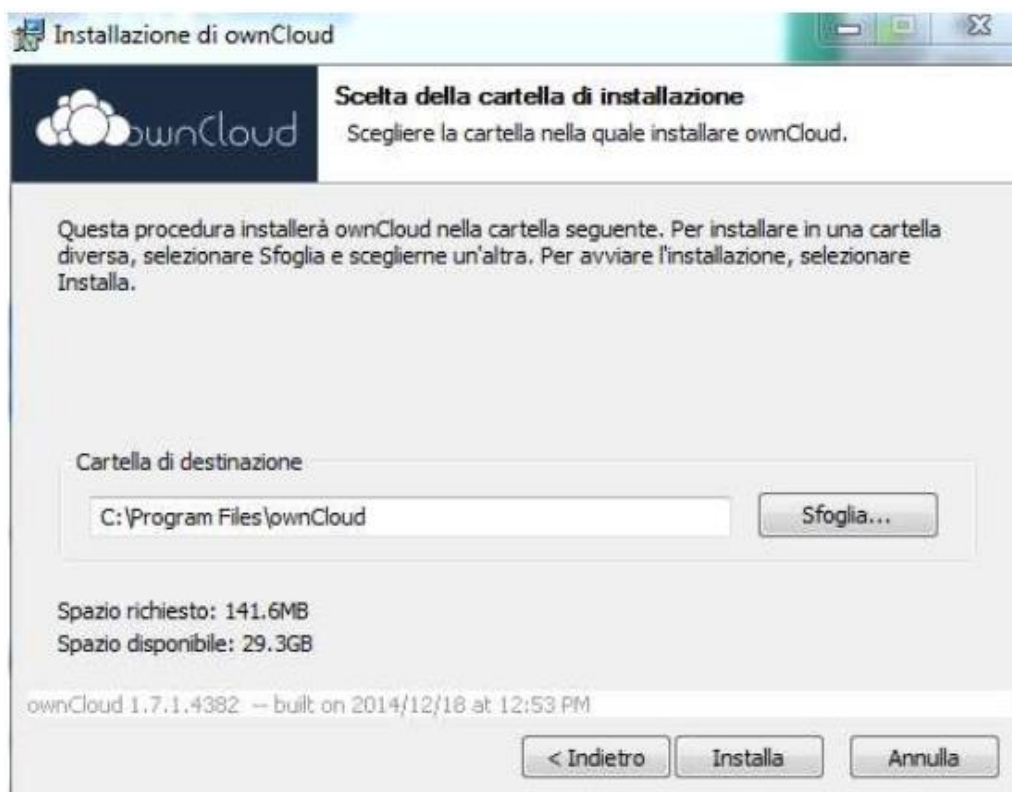 Installazione di ownCloud
ownCloud
Scelta della cartella di installazione
Scegliere la cartella nella quale installare ownCloud.
Questa procedura installerà ownCloud nella cartella seguente. Per installare in una cartella
diversa, selezionare Sfoglia e sceglierne un'altra. Per avviare l'installazione, selezionare
Installa.
Cartella di destinazione
C:\Program Files\ownCloud
Sfoglia...
Spazio richiesto: 141.6MB
Spazio disponibile: 29.3GB
ownCloud 1.7.1.4382 -- built on 2014/12/18 at 12:53 PM
< Indietro Installa Annulla